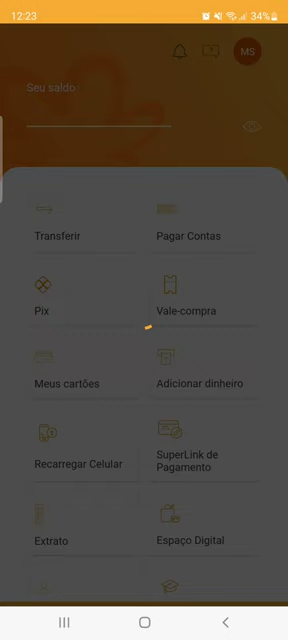 12:23
34%
MS
Seu saldo
Transferir
Pagar Contas
Pix
Vale-compra
Meus cartões
Adicionar dinheiro
Recarregar Celular
SuperLink de
Pagamento
Extrato
Espaço Digital